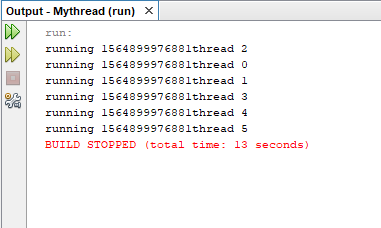 Output - Mythread (run)
run:
running 1564899976881thread 2
running 1564899976881thread 0
running 1564899976881thread 1
running 1564899976881thread 3
running 1564899976881thread 4
running 1564899976881thread 5
BUILD STOPPED (total time: 13 seconds)